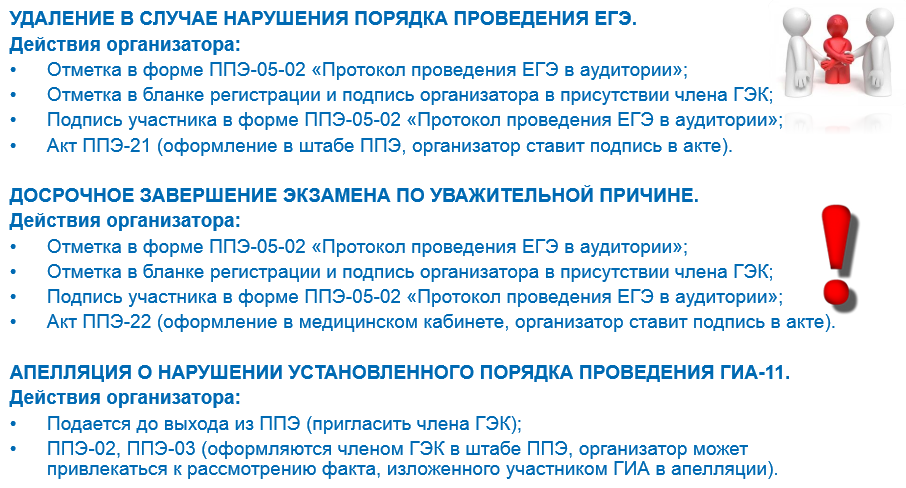 УДАЛЕНИЕ В СЛУЧАЕ НАРУШЕНИЯ ПОРЯДКА ПРОВЕДЕНИЯ ЕГЭ.
Действия организатора:
• Отметка в форме ППЭ-05-02 «Протокол проведения ЕГЭ в аудитории»;
• Отметка в бланке регистрации и подпись организатора в присутствии члена ГЭК;
• Подпись участника в форме ППЭ-05-02 «Протокол проведения ЕГЭ в аудитории»;
• Акт ППЭ-21 (оформление в штабе ППЭ, организатор ставит подпись в акте).
ДОСРОЧНОЕ ЗАВЕРШЕНИЕ ЭКЗАМЕНА ПО УВАЖИТЕЛЬНОЙ ПРИЧИНЕ.
Действия организатора:
• Отметка в форме ППЭ-05-02 «Протокол проведения ЕГЭ в аудитории»;
• Отметка в бланке регистрации и подпись организатора в присутствии члена ГЭК;
• Подпись участника в форме ППЭ-05-02 «Протокол проведения ЕГЭ в аудитории»;
• Акт ППЭ-22 (оформление в медицинском кабинете, организатор ставит подпись в акте).
АПЕЛЛЯЦИЯ О НАРУШЕНИИ УСТАНОВЛЕННОГО ПОРЯДКА ПРОВЕДЕНИЯ ГИА-11.
Действия организатора:
• Подается до выхода из ППЭ (пригласить члена ГЭК);
• ППЭ-02, ППЭ-03 (оформляются членом ГЭК в штабе ППЭ, организатор может
привлекаться к рассмотрению факта, изложенного участником ГИА в апелляции).